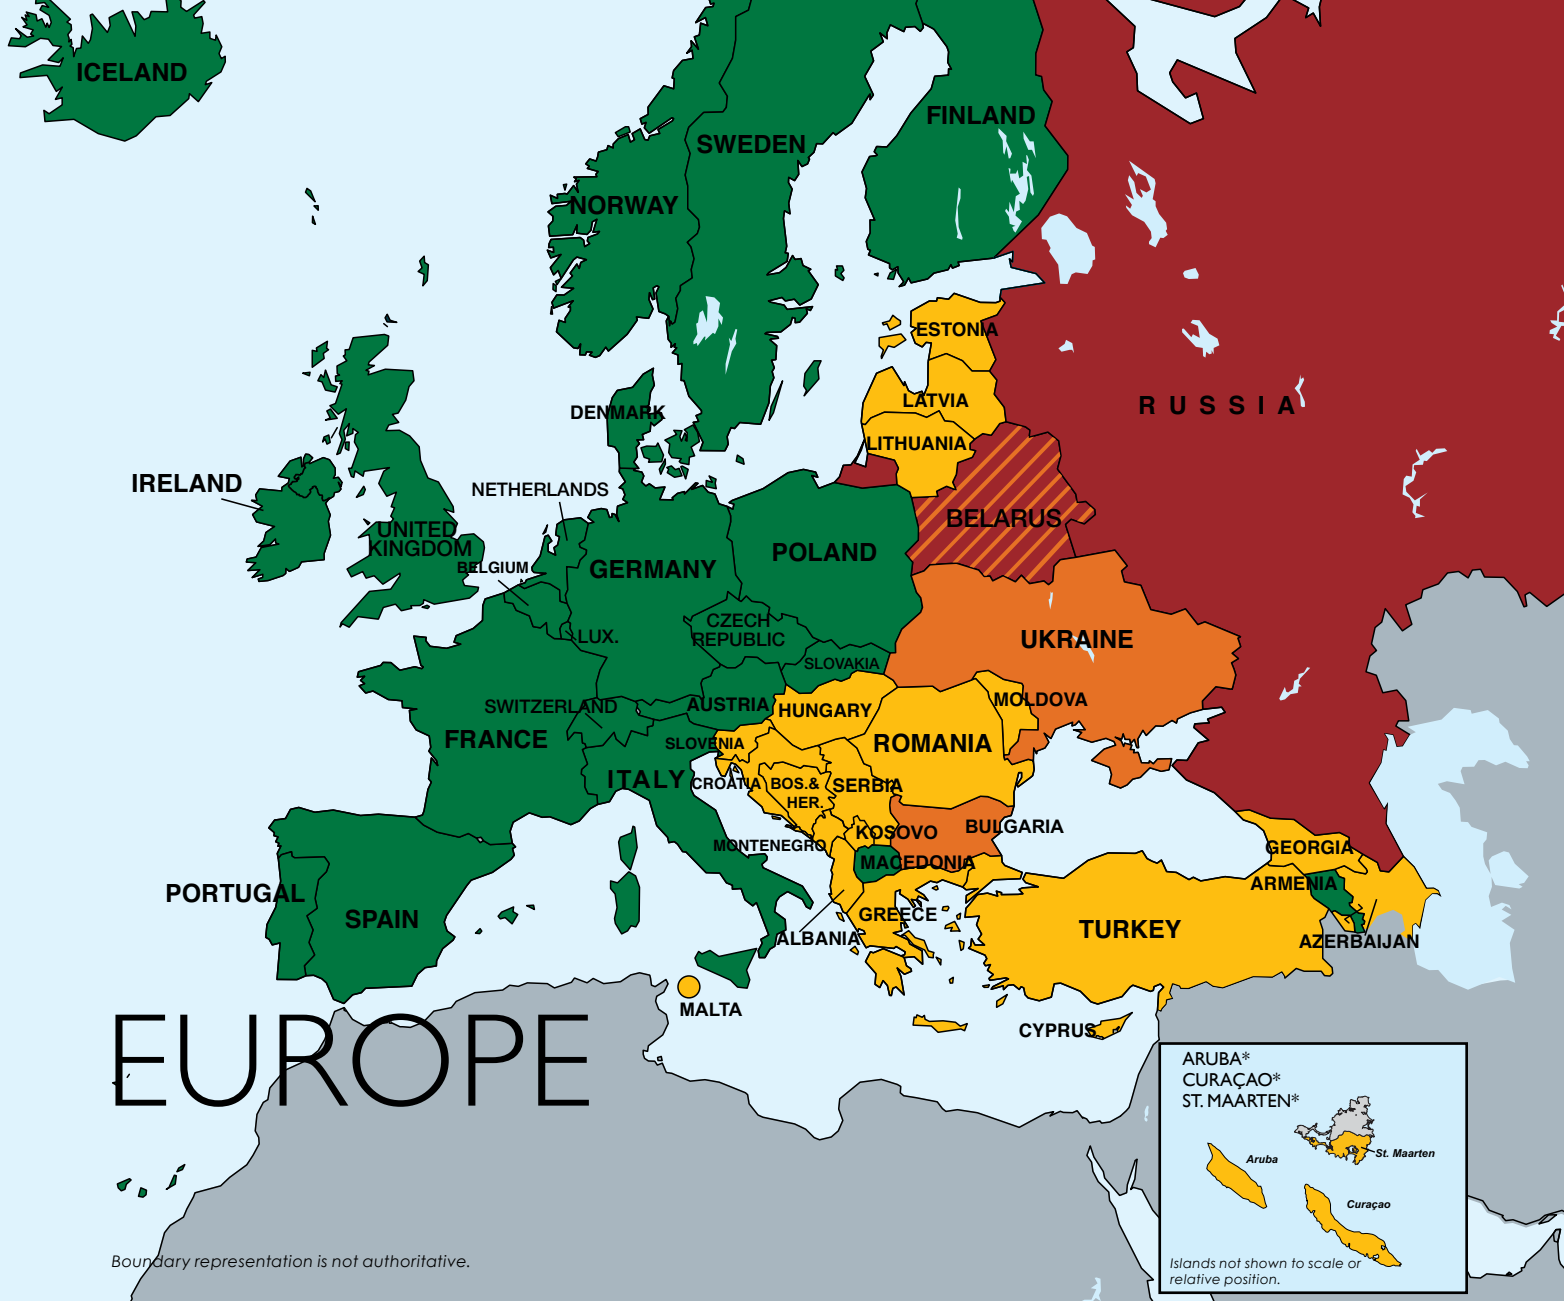 ICELAND
FINLAND
SWEDEN
NORWAY
ESTONIA
RUSSIA
LATVIA
DENMARK
LITHUANIA
IRELAND
NETHERLANDS
BELARUS
UNITED
KINGDOM
POLAND
BELGIUM
GERMANY
CZECH
REPUBLIC
LUX.
UKRAINE
SLOVAKIA
MOLDOVA
SWITZERLAND
AUSTRIA
HUNGARY
FRANCE
SLOVENIA
ROMANIA
ITALY
CROATIA
BOS.&
HER.
SERBIA
BULGARIA
KOSOVO
MONTENEGRO
GEORGIA
MACEDONIA
ARMENIA
PORTUGAL
SPAIN
GREECE
TURKEY
ALBANIA
AZERBAIJAN
MALTA
CYPRUS
EUROPE
ARUBA*
CURAÇAO*
ST. MAARTEN*
St. Maarten
Aruba
Curaçao
Boundary representation is not authoritative.
Islands not shown to scale or
relative position.